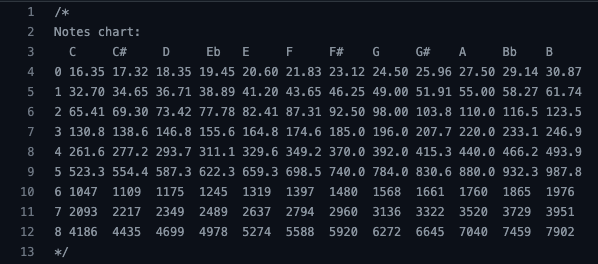 1 /*
2 Notes chart:
3 C C# D Eb E F F# G G# A Bb B
4 0 16.35 17.32 18.35 19.45 20.60 21.83 23.12 24.50 25.96 27.50 29.14 30.87
5 1 32.70 34.65 36.71 38.89 41.20 43.65 46.25 49.00 51.91 55.00 58.27 61.74
6 2 65.41 69.30 73.42 77.78 82.41 87.31 92.50 98.00 103.8 110.0 116.5 123.5
7 3 130.8 138.6 146.8 155.6 164.8 174.6 185.0 196.0 207.7 220.0 233.1 246.9
8 4 261.6 277.2 293.7 311.1 329.6 349.2 370.0 392.0 415.3 440.0 466.2 493.9
9 5 523.3 554.4 587.3 622.3 659.3 698.5 740.0 784.0 830.6 880.0 932.3 987.8
10 6 1047 1109 1175 1245 1319 1397 1480 1568 1661 1760 1865 1976
11 7 2093 2217 2349 2489 2637 2794 2960 3136 3322 3520 3729 3951
12 8 4186 4435 4699 4978 5274 5588 5920 6272 6645 7040 7459 7902
13 */